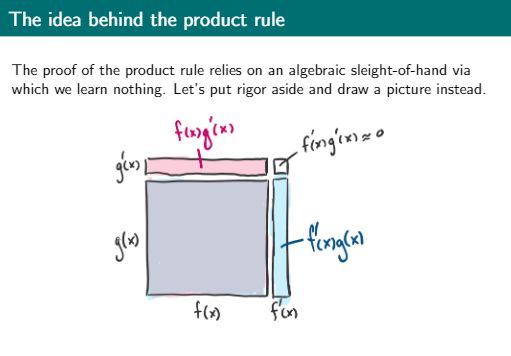 The idea behind the product rule
The proof of the product rule relies on an algebraic sleight-of-hand via
which we learn nothing. Let's put rigor aside and draw a picture instead.
f(x)g'(x)
f'(x)g'(x) ≈ 0
g'(x)
g(x)
f'(x)g(x)
f(x)
f'(x)